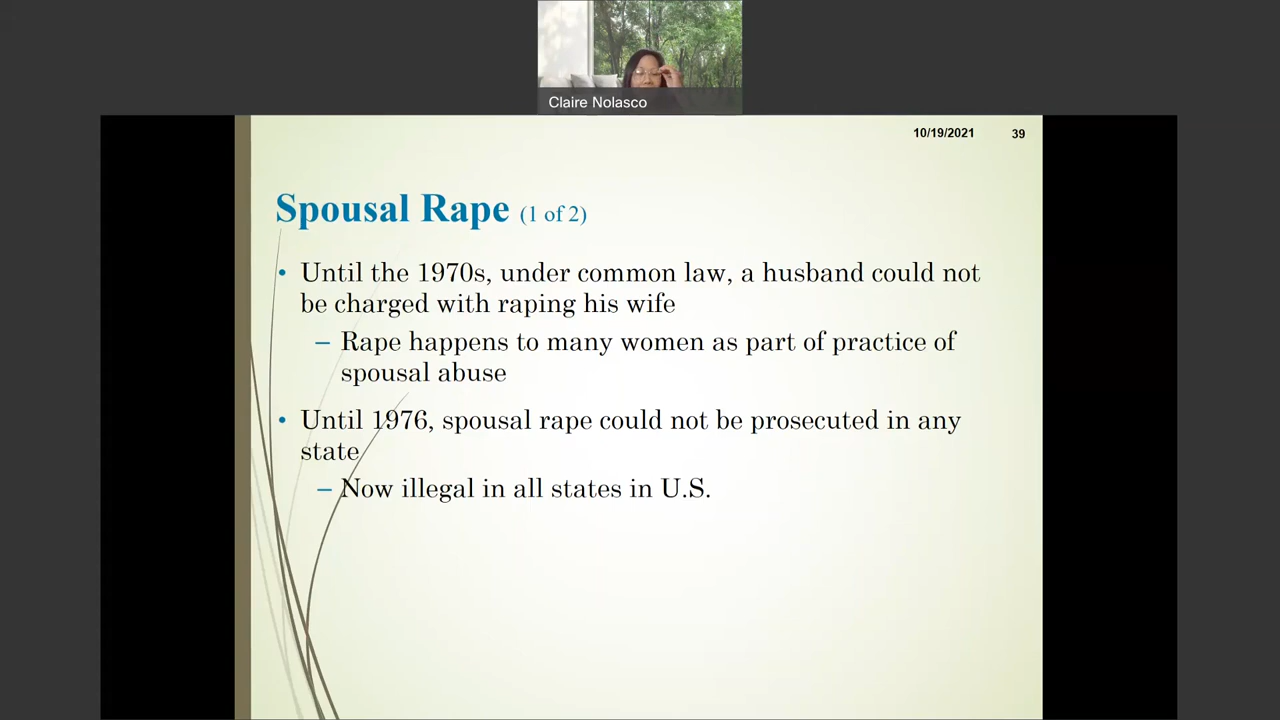 Claire Nolasco
10/19/2021 39
Spousal Rape (1 of 2)
• Until the 1970s, under common law, a husband could not
be charged with raping his wife
– Rape happens to many women as part of practice of
spousal abuse
• Until 1976, spousal rape could not be prosecuted in any
state
– Now illegal in all states in U.S.